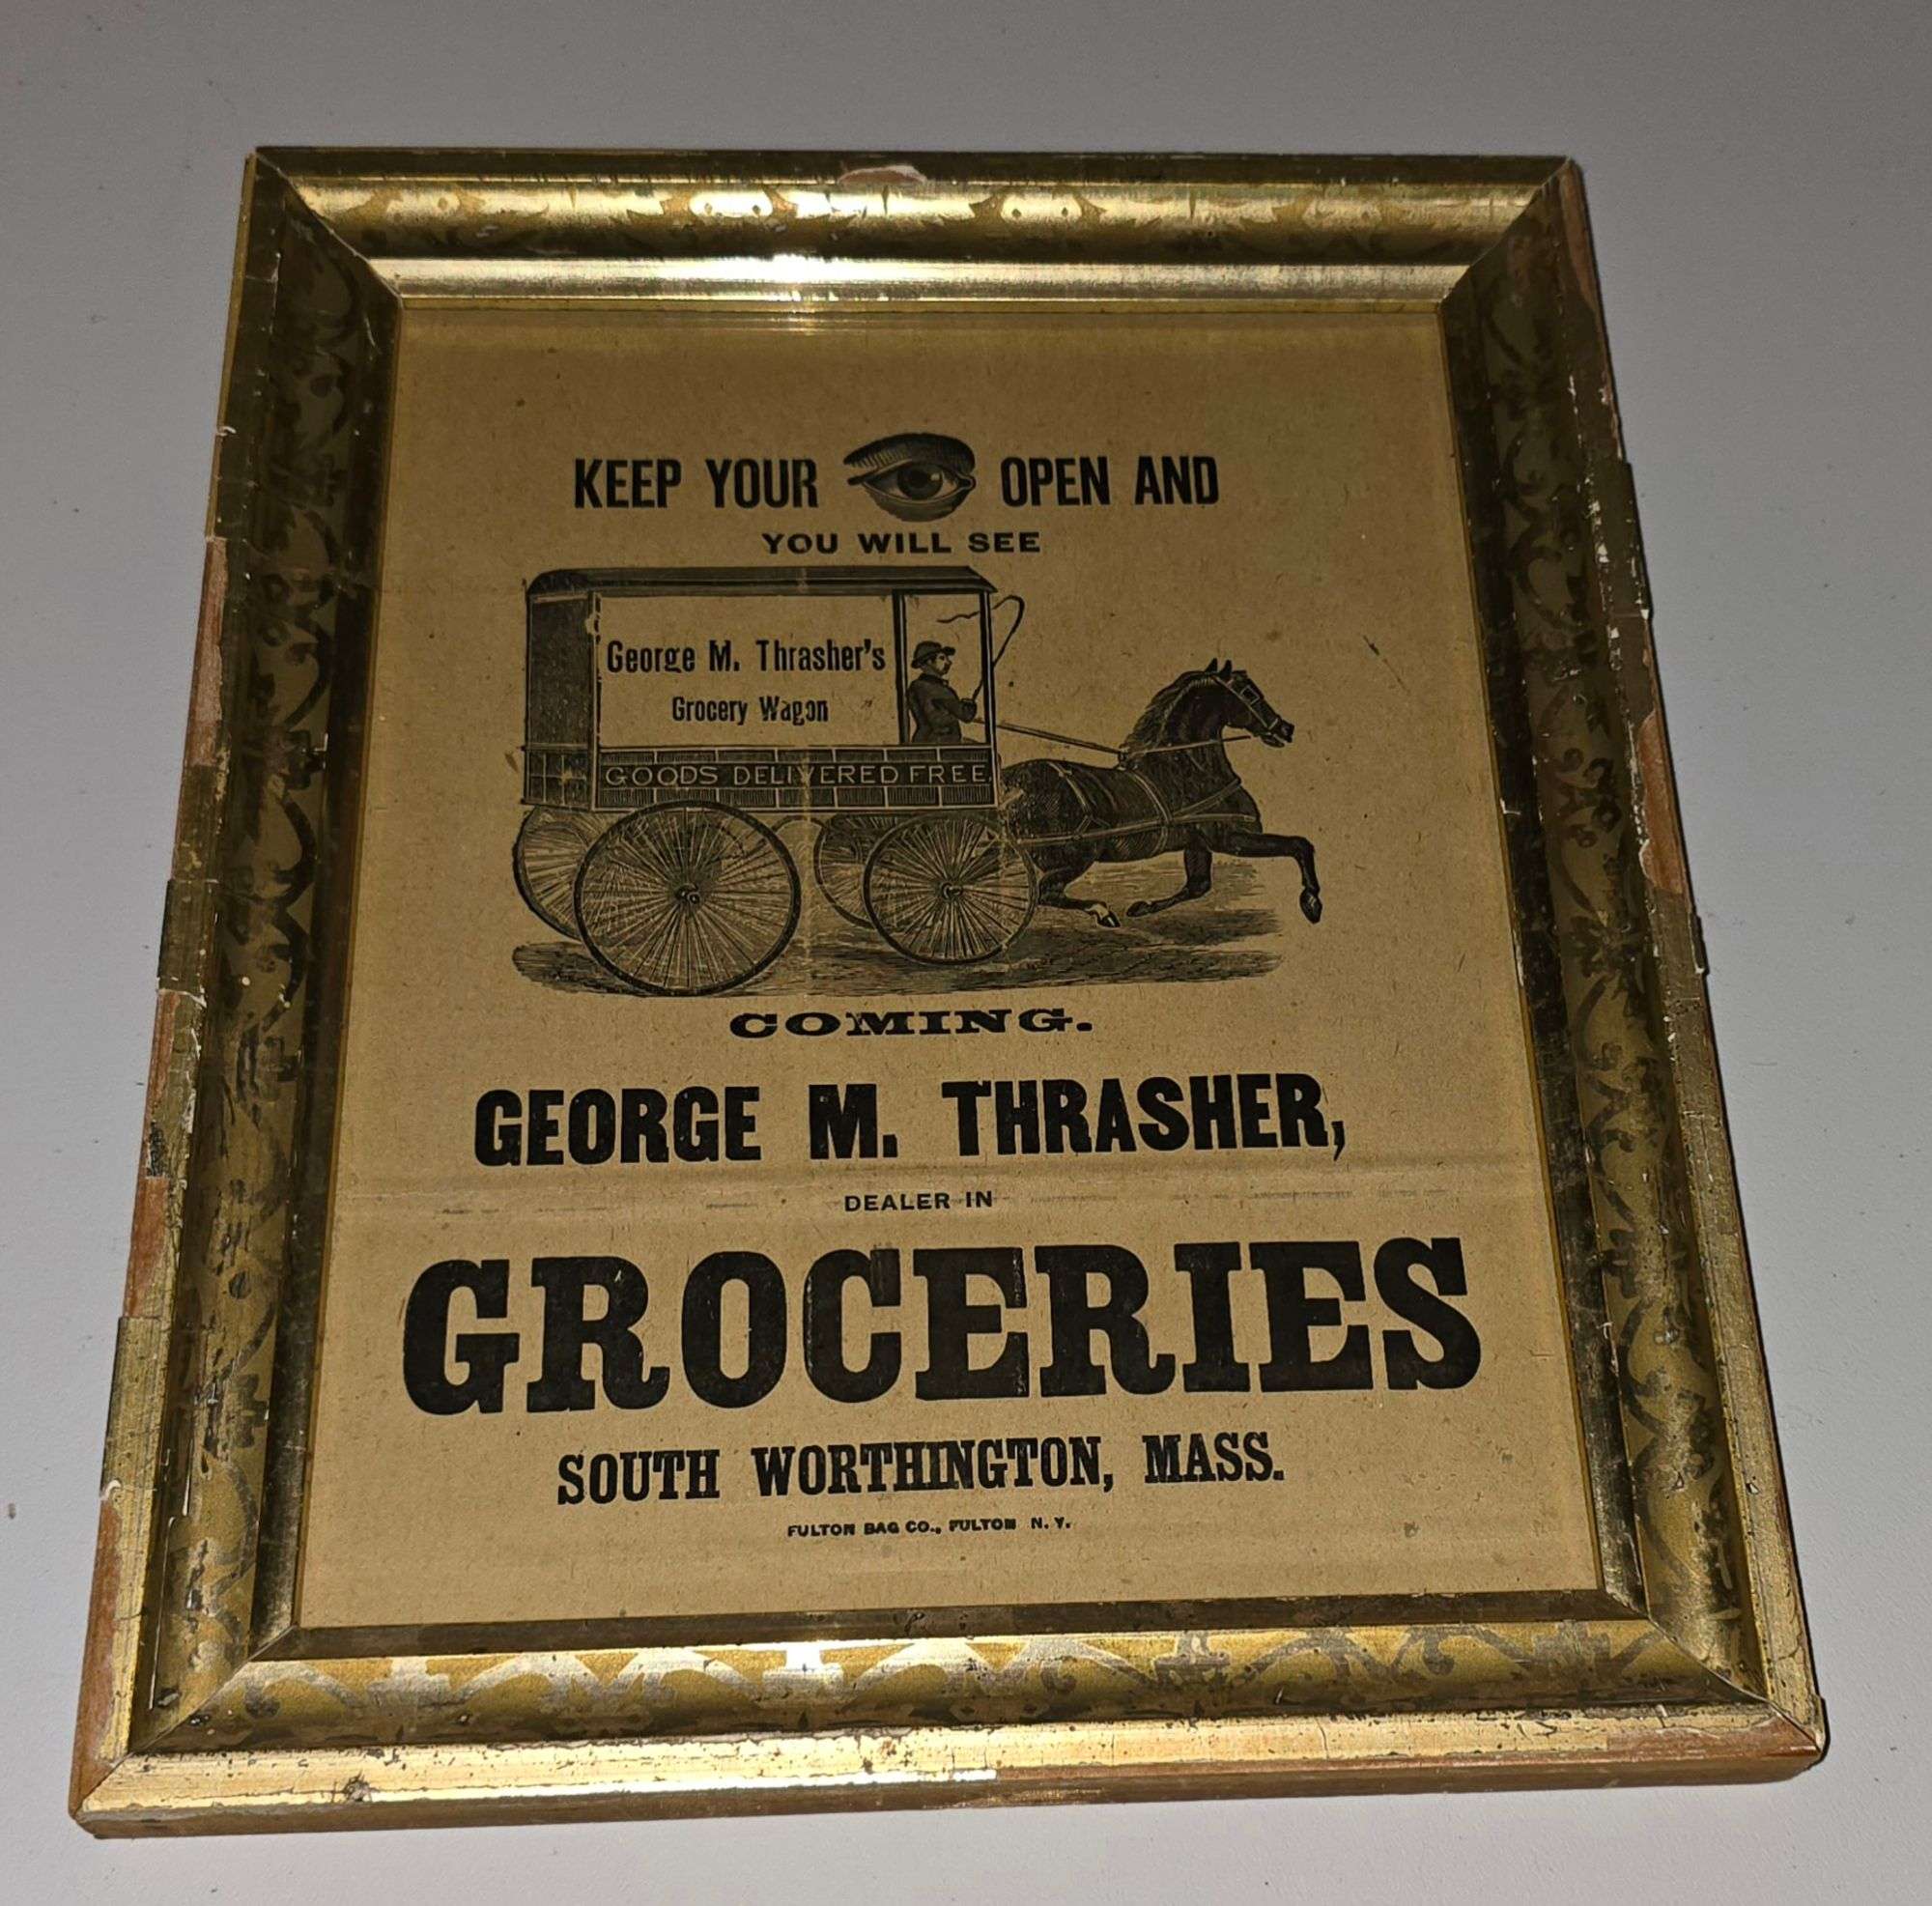 KEEP YOUR OPEN AND
YOU WILL SEE
George M. Thrasher's
Grocery Wagon
GOODS DELIVERED FREE.
COMING.
GEORGE M. THRASHER,
DEALER IN
GROCERIES
SOUTH WORTHINGTON, MASS.
FULTON BAG CO., FULTON N. Y.